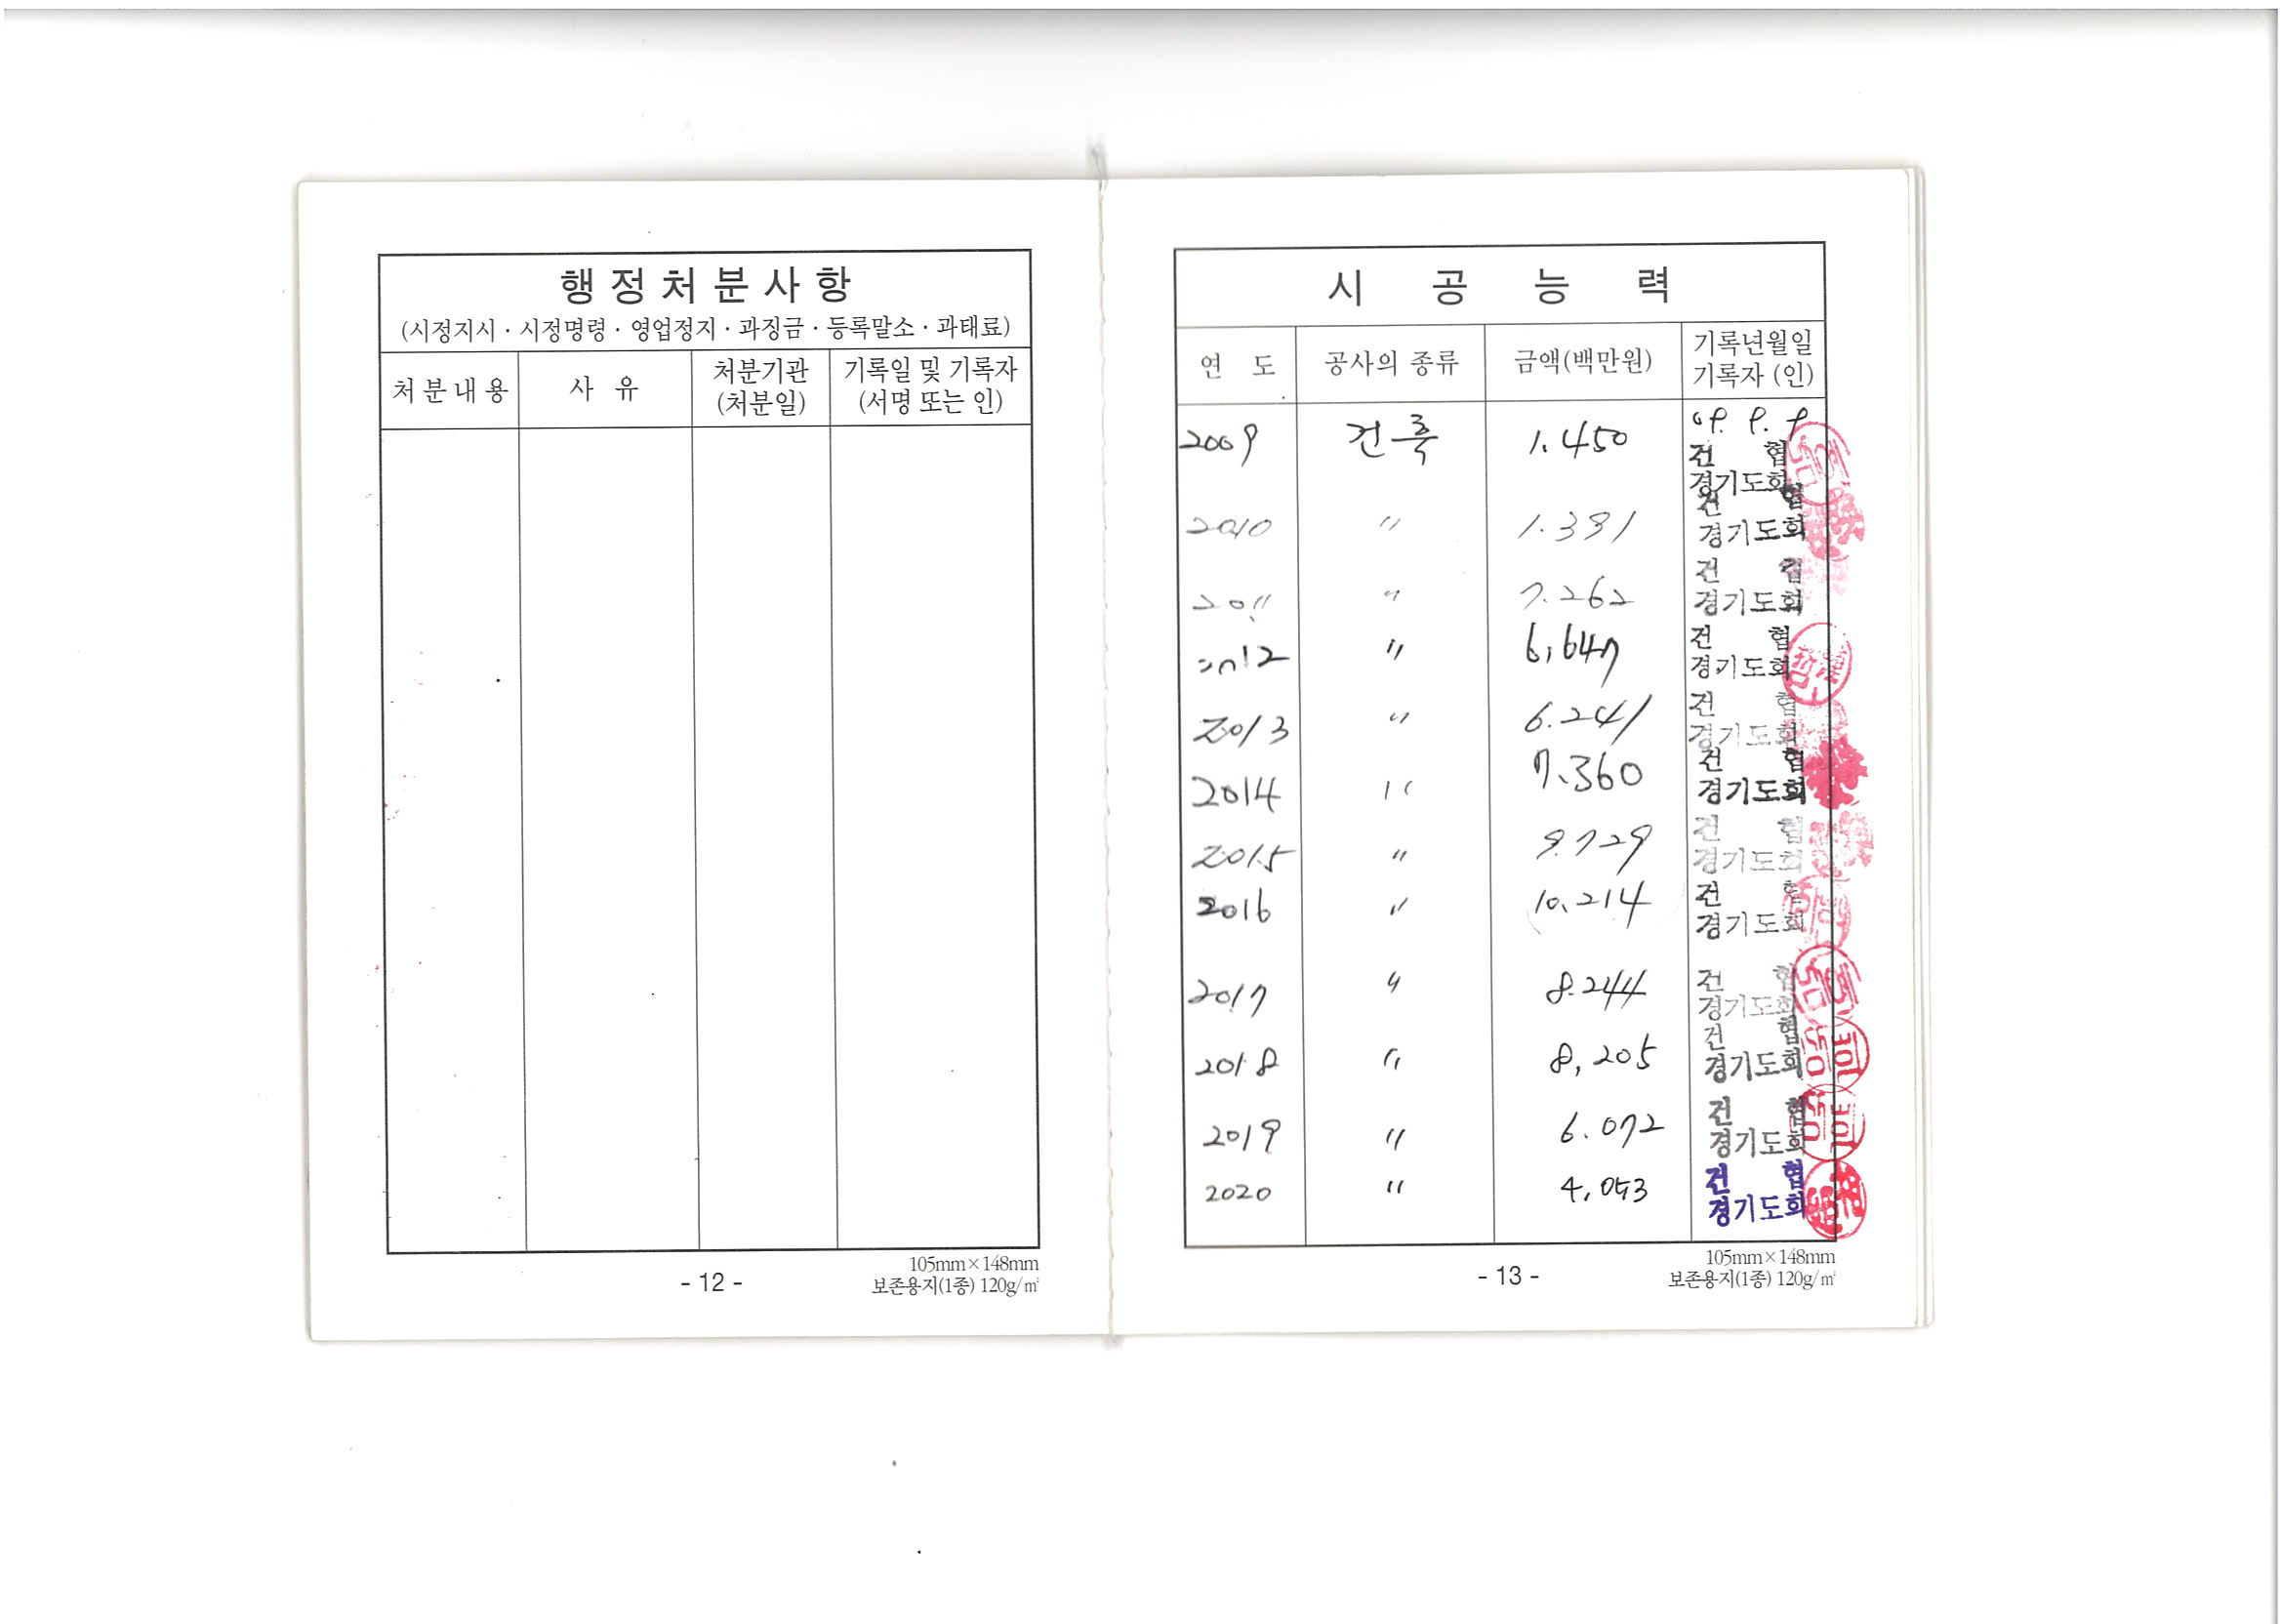 행정처분사항
(시정지시 · 시정명령 · 영업정지 · 과징금 · 등록말소 · 과태료)
처분내용 사 유 처분기관 (처분일) 기록일 및 기록자 (서명 또는 인)
105mm×148mm
- 12 - 보존용지(1종) 120g/㎡
시 공 능 력
연 도 공사의 종류 금액(백만원) 기록년월일 기록자 (인)
2009 건축 1.450
건 협
경기도회
2010 〃 1.331 건 협
경기도회
2011 〃 7.262 건 협
경기도회
2012 〃 6,647 건 협
경기도회
2013 〃 6.241 건 협
경기도회
2014 〃 7.360 건 협
경기도회
2015 〃 9.729 건 협
경기도회
2016 〃 10.214 건 협
경기도회
2017 〃 8.244 건 협
경기도회
2018 〃 8,205 건 협
경기도회
2019 〃 6.072 건 협
경기도회
2020 〃 건 협
경기도회
105mm×148mm
- 13 - 보존용지(1종) 120g/㎡